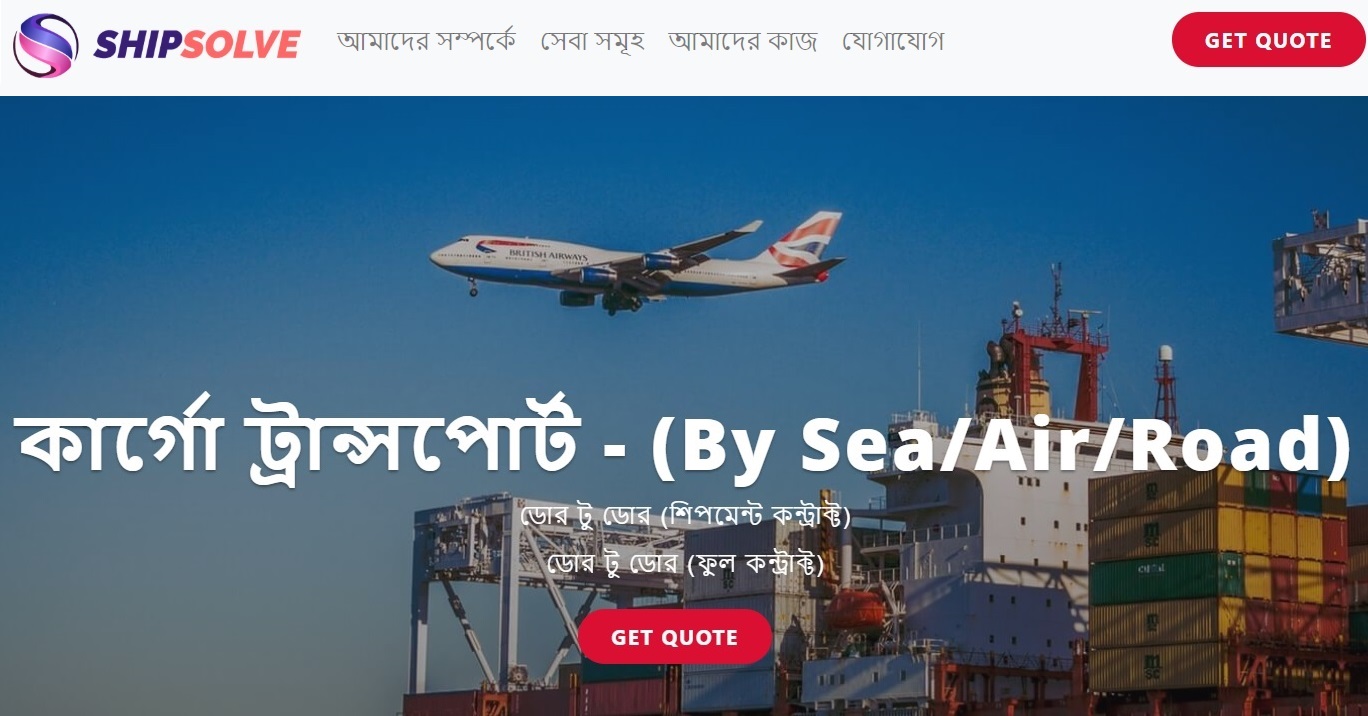 SHIPSOLVE আমাদের সম্পর্কে সেবা সমূহ আমাদের কাজ যোগাযোগ GET QUOTE
BRITISH AIRWAYS
কার্গো ট্রান্সপোর্ট - (By Sea/Air/Road)
ডোর টু ডোর (শিপমেন্ট কন্ট্রাক্ট)
ডোর টু ডোর (ফুল কন্ট্রাক্ট)
GET QUOTE